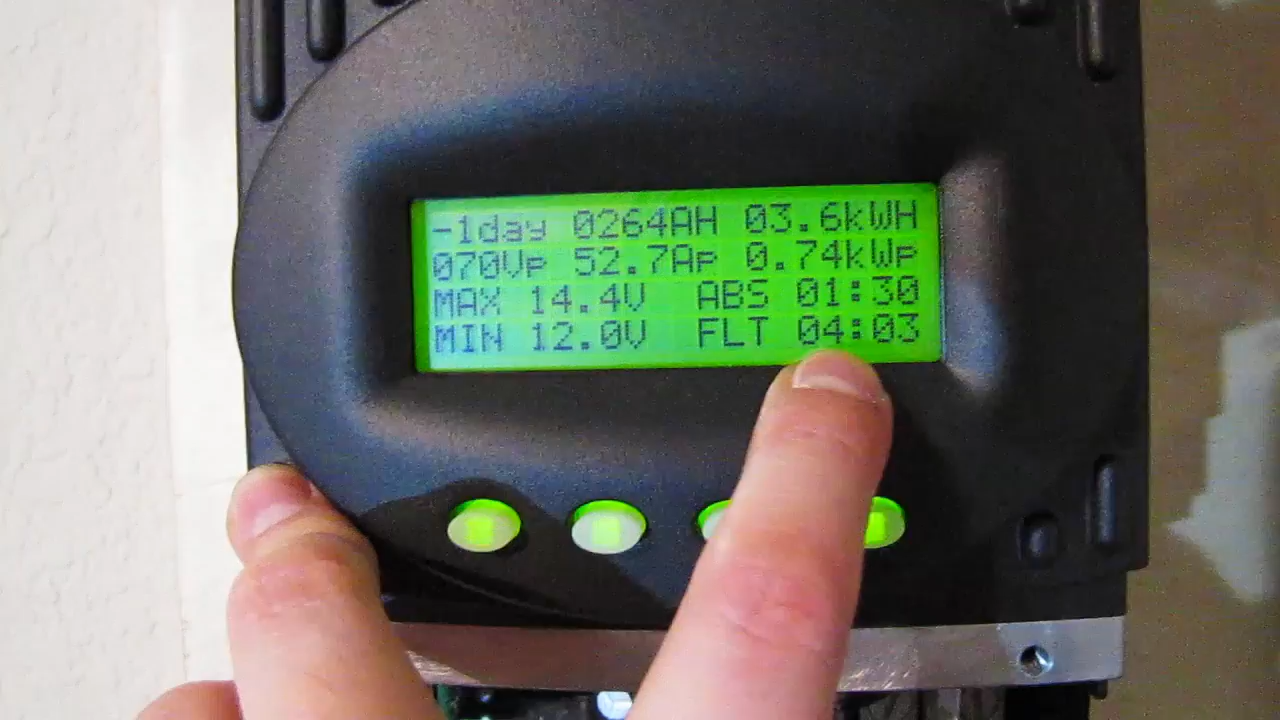 -1day 0264AH 03.6kWH
070Vp 52.7Ap 0.74kWp
MAX 14.4V ABS 01:30
MIN 12.0V FLT 04:03